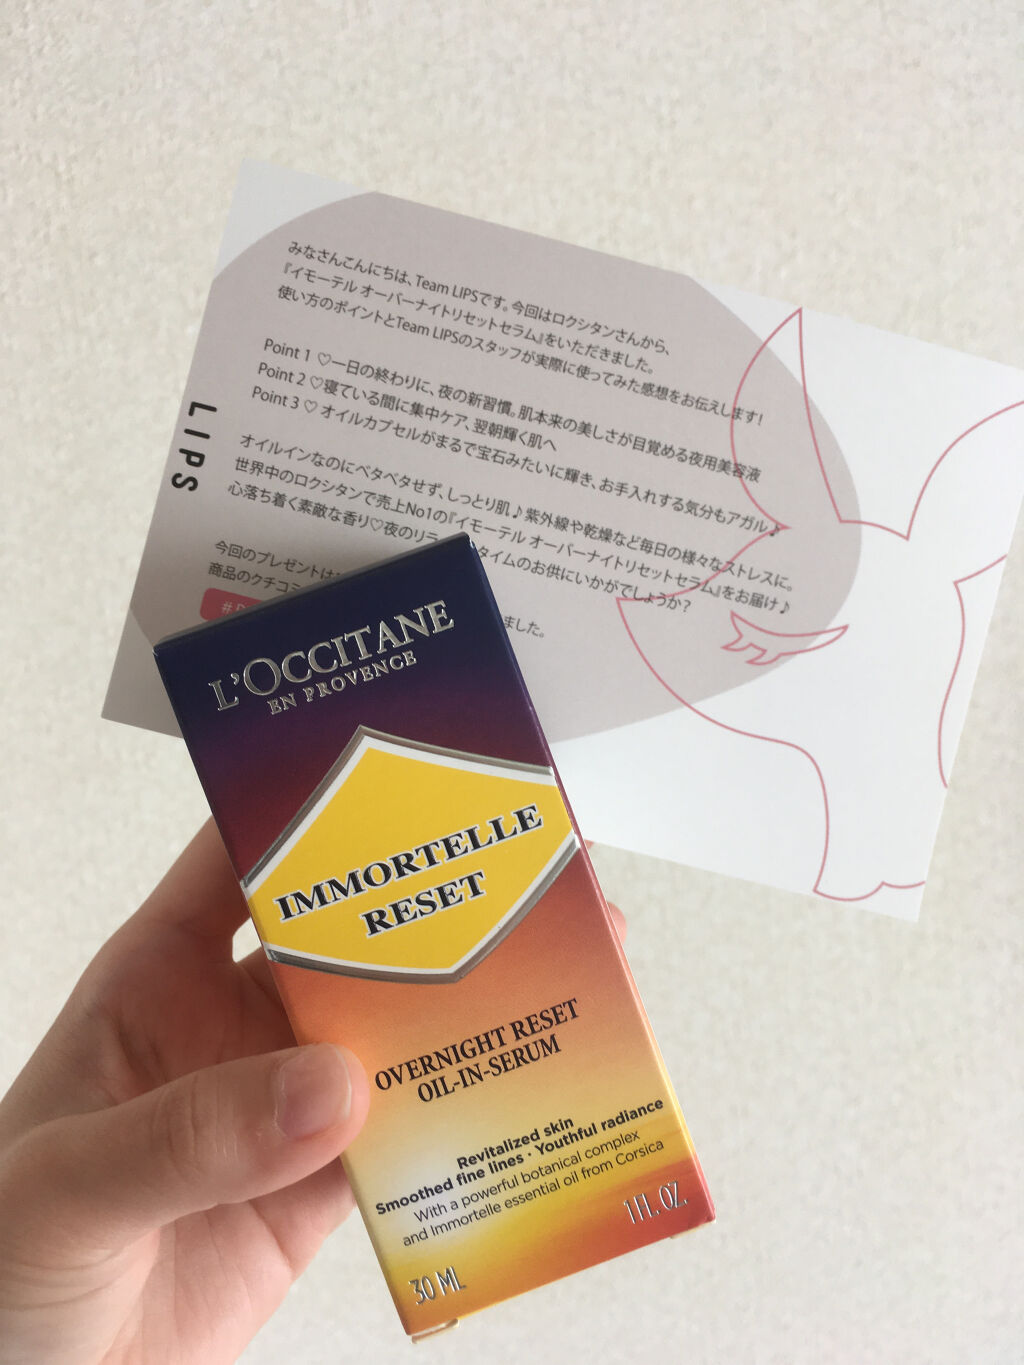 みなさんこんにちは、Team LIPSです。今回はロクシタンさんから、
『イモーテル オーバーナイトリセットセラム』をいただきました。
使い方のポイントとTeam LIPSのスタッフが実際に使ってみた感想をお伝えします!
Point 1 ♡一日の終わりに、夜の新習慣。肌本来の美しさが目覚める夜用美容液
Point 2 ♡寝ている間に集中ケア、翌朝輝く肌へ
Point 3 ♡ オイルカプセルがまるで宝石みたいに輝き、お手入れする気分もアガル♪
オイルインなのにベタベタせず、しっとり肌♪紫外線や乾燥など毎日の様々なストレスに。
世界中のロクシタンで売上No1の『イモーテル オーバーナイトリセットセラム』をお届け♪
心落ち着く素敵な香り♡夜のリラ タイムのお供にいかがでしょうか?
今回のプレゼントは
商品のクチコミ
ました。
LIPS
L'OCCITANE
EN PROVENCE
IMMORTELLE
RESET
OVERNIGHT RESET
OIL-IN-SERUM
Revitalized skin
Smoothed fine lines · Youthful radiance
With a powerful botanical complex
and Immortelle essential oil from Corsica
1 FL. OZ.
30 ML